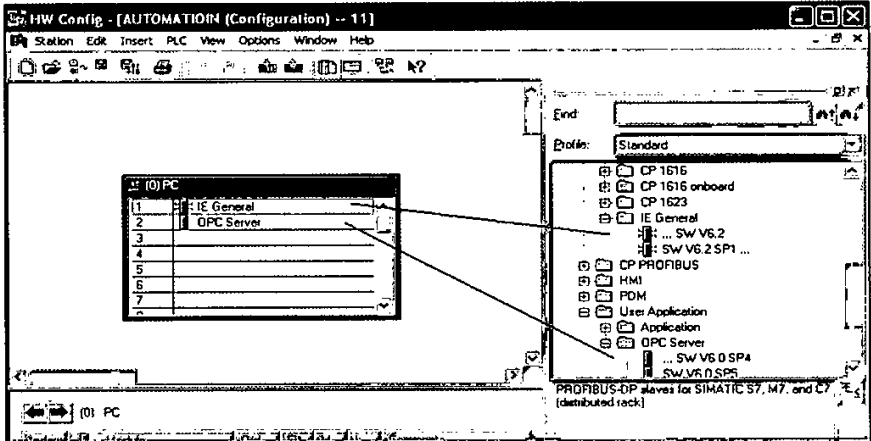 HW Config - [AUTOMATIOIN (Configuration) -- 11]
Station Edit Insert PLC View Options Window Help
Find:
Profile: Standard
CP 1616
CP 1616 onboard
CP 1623
IE General
... SW V6.2
SW V6.2 SP1 ...
CP PROFIBUS
HMI
PDM
User Application
Application
OPC Server
... SW V6.0 SP4
SW V6.0 SP5
PROFIBUS-DP slaves for SIMATIC S7, M7, and C7
(distributed rack)
(0) PC
1 IE General
2 OPC Server
3
4
5
6
7
(0) PC